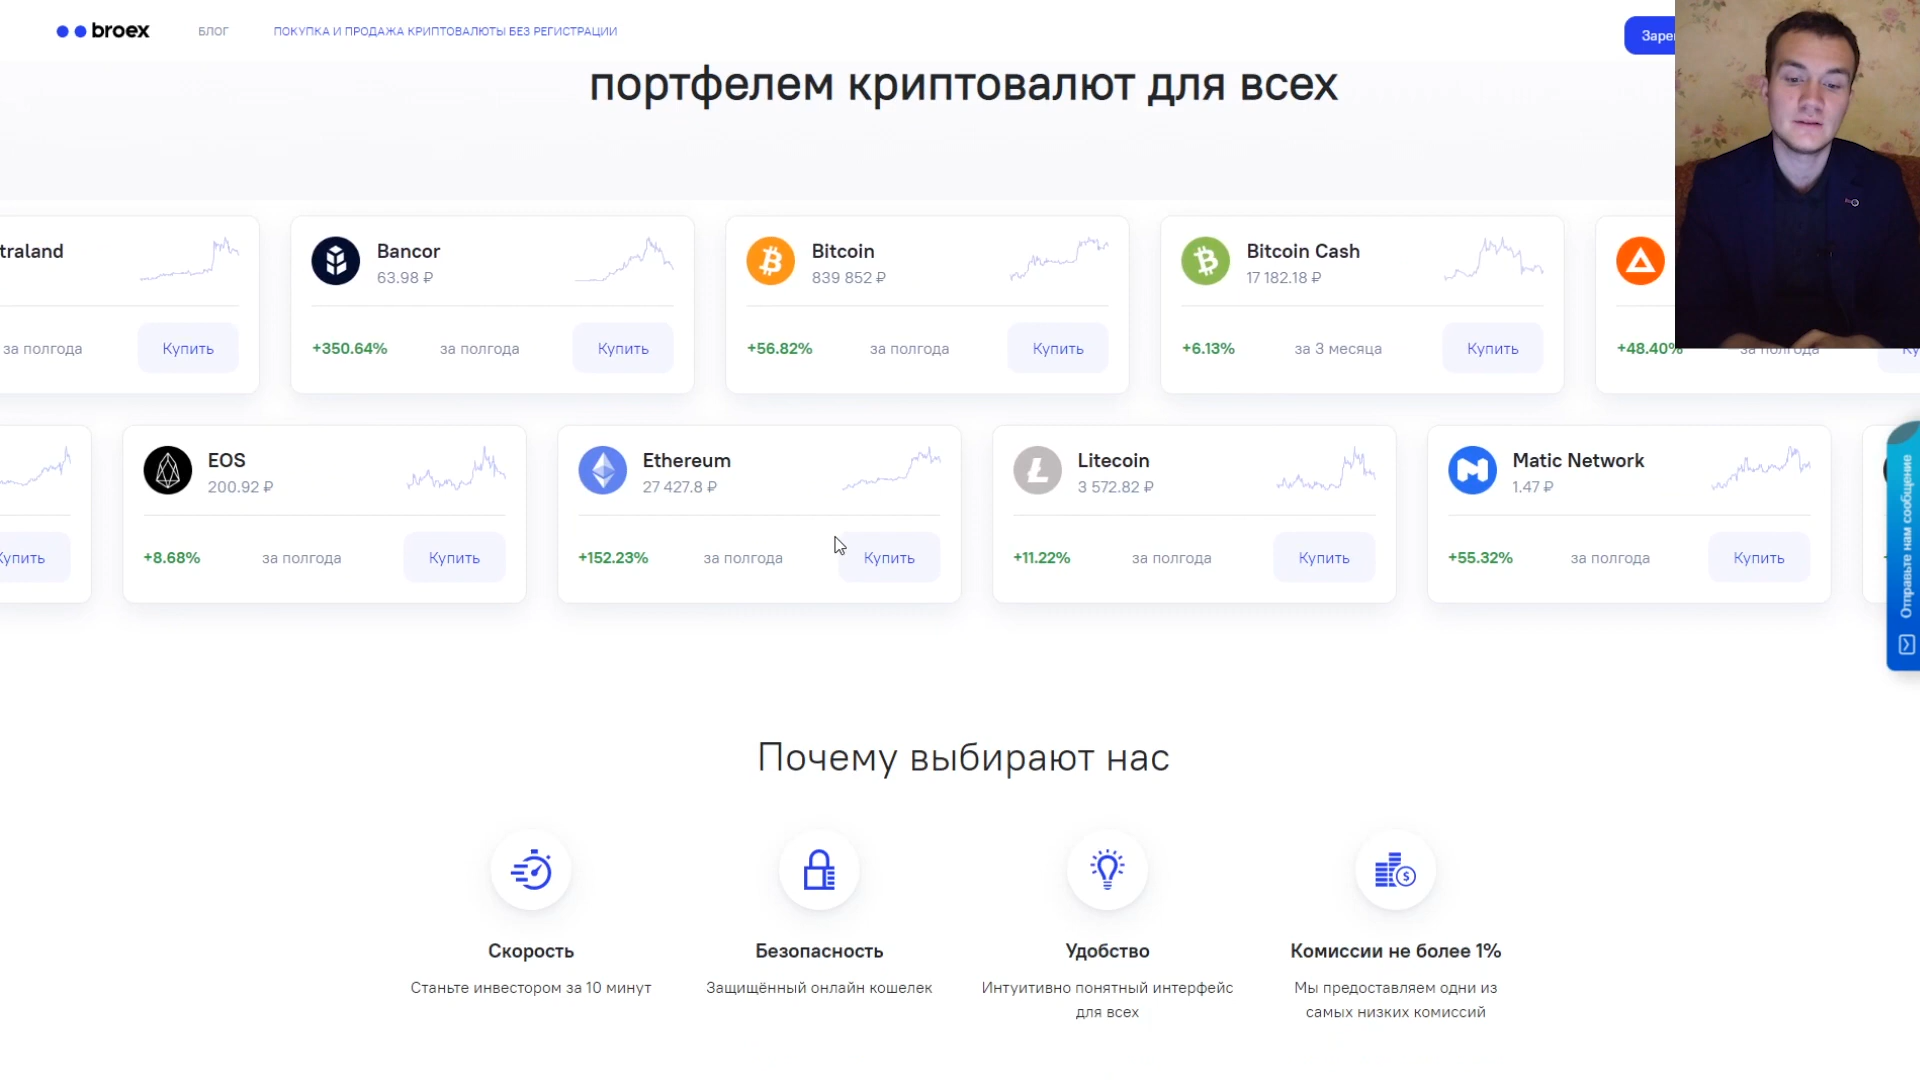 broex
БЛОГ
ПОКУПКА И ПРОДАЖА КРИПТОВАЛЮТЫ БЕЗ РЕГИСТРАЦИИ
Заре
портфелем криптовалют для всех
traland
за полгода
Купить
Bancor
63.98 ₽
+350.64%
за полгода
Купить
Bitcoin
839 852 ₽
+56.82%
за полгода
Купить
Bitcoin Cash
17 182.18 ₽
+6.13%
за 3 месяца
Купить
+48.40%
за полгода
Ку
Купить
EOS
200.92 ₽
+8.68%
за полгода
Купить
Ethereum
27 427.8 ₽
+152.23%
за полгода
Купить
Litecoin
3 572.82 ₽
+11.22%
за полгода
Купить
Matic Network
1.47 ₽
+55.32%
за полгода
Купить
Отправьте нам сообщение
Почему выбирают нас
Скорость
Станьте инвестором за 10 минут
Безопасность
Защищённый онлайн кошелек
Удобство
Интуитивно понятный интерфейс
для всех
Комиссии не более 1%
Мы предоставляем одни из
самых низких комиссий